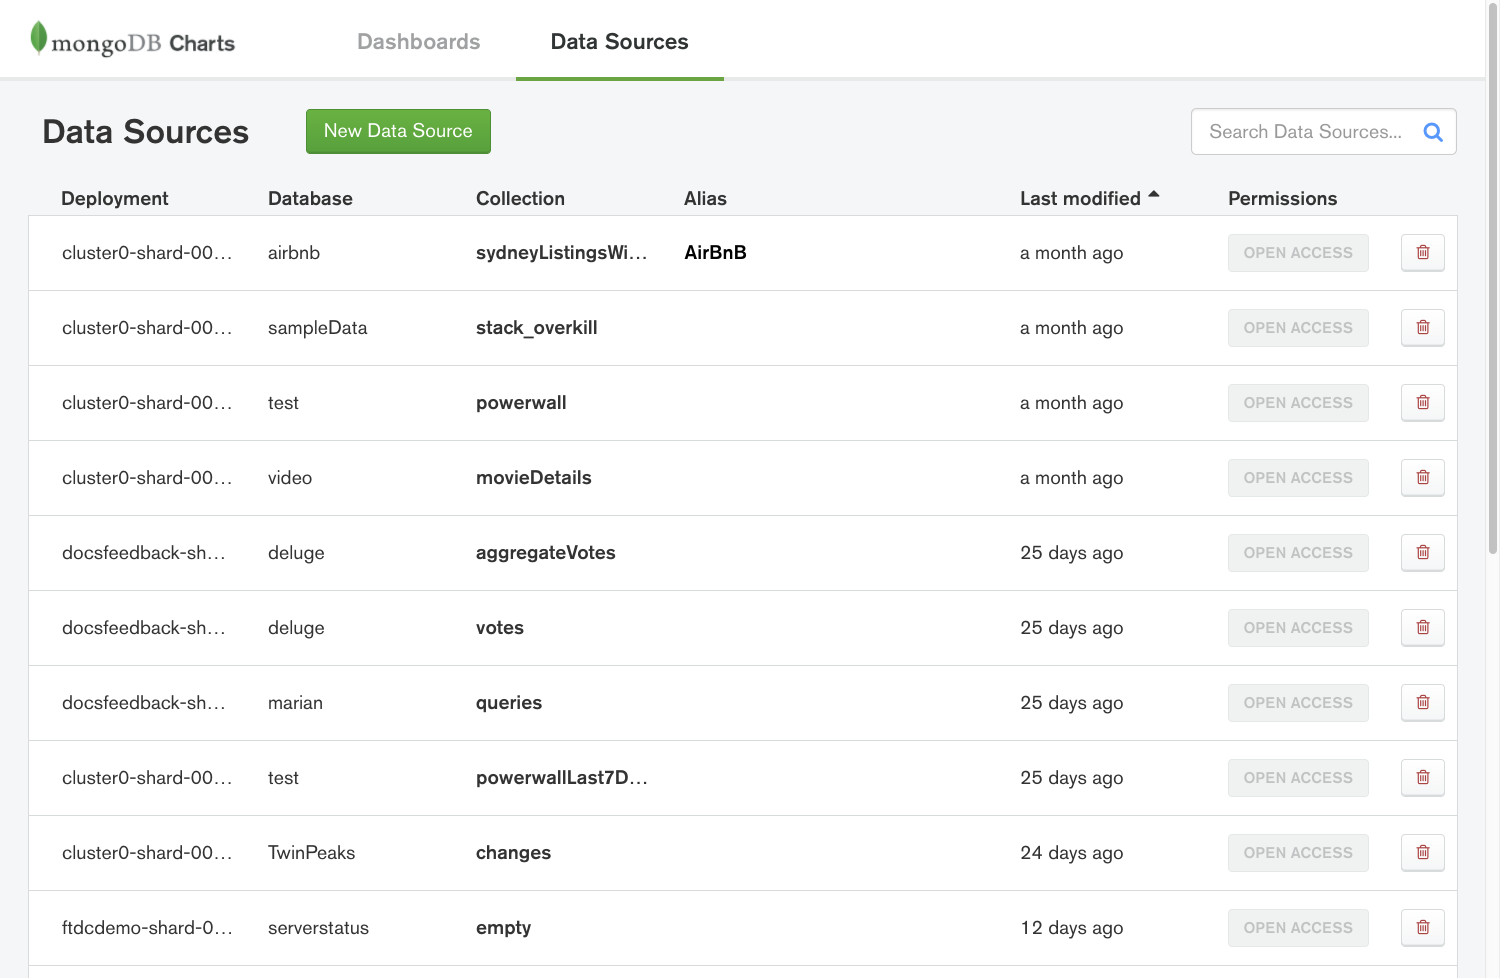 mongoDB Charts Dashboards Data Sources
Data Sources New Data Source Search Data Sources...
Deployment Database Collection Alias Last modified Permissions
cluster0-shard-00... airbnb sydneyListingsWi... AirBnB a month ago OPEN ACCESS
cluster0-shard-00... sampleData stack_overkill a month ago OPEN ACCESS
cluster0-shard-00... test powerwall a month ago OPEN ACCESS
cluster0-shard-00... video movieDetails a month ago OPEN ACCESS
docsfeedback-sh... deluge aggregateVotes 25 days ago OPEN ACCESS
docsfeedback-sh... deluge votes 25 days ago OPEN ACCESS
docsfeedback-sh... marian queries 25 days ago OPEN ACCESS
cluster0-shard-00... test powerwallLast7D... 25 days ago OPEN ACCESS
cluster0-shard-00... TwinPeaks changes 24 days ago OPEN ACCESS
ftdcdemo-shard-0... serverstatus empty 12 days ago OPEN ACCESS